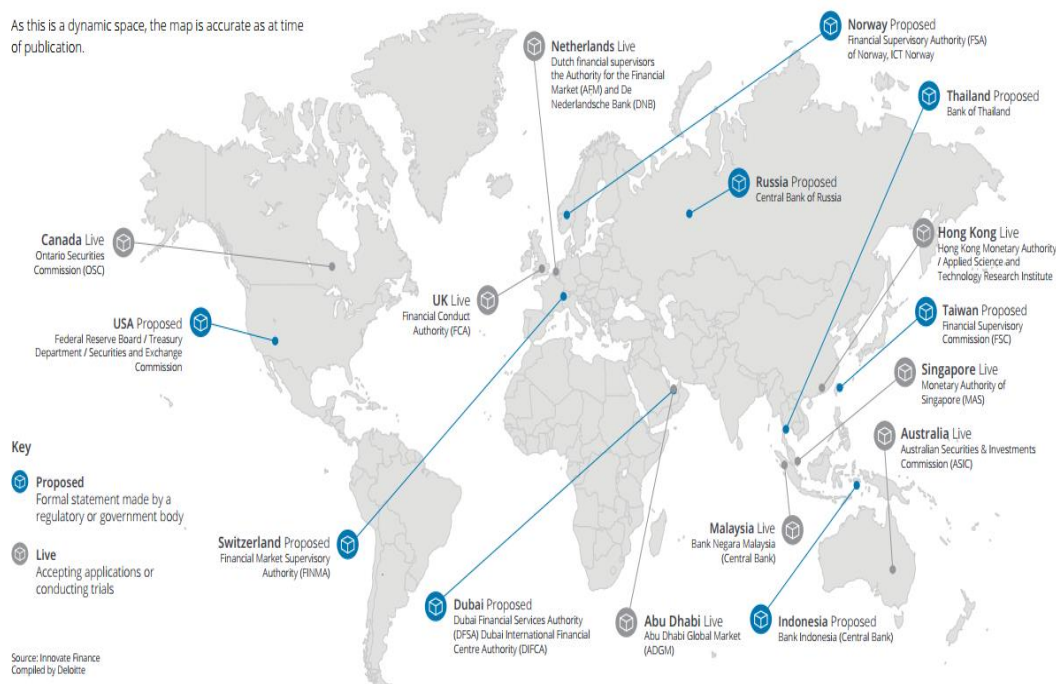 As this is a dynamic space, the map is accurate as at time
of publication.
Netherlands Live
Dutch financial supervisors
the Authority for the Financial
Market (AFM) and De
Nederlandsche Bank (DNB)
Norway Proposed
Financial Supervisory Authority (FSA)
of Norway, ICT Norway
Thailand Proposed
Bank of Thailand
Russia Proposed
Central Bank of Russia
Canada Live
Ontario Securities
Commission (OSC)
Hong Kong Live
Hong Kong Monetary Authority
/ Applied Science and
Technology Research Institute
UK Live
Financial Conduct
Authority (FCA)
USA Proposed
Federal Reserve Board / Treasury
Department / Securities and Exchange
Commission
Taiwan Proposed
Financial Supervisory
Commission (FSC)
Singapore Live
Monetary Authority of
Singapore (MAS)
Australia Live
Australian Securities & Investments
Commission (ASIC)
Key
Proposed
Formal statement made by a
regulatory or government body
Live
Accepting applications or
conducting trials
Switzerland Proposed
Financial Market Supervisory
Authority (FINMA)
Malaysia Live
Bank Negara Malaysia
(Central Bank)
Dubai Proposed
Dubai Financial Services Authority
(DFSA) Dubai International Financial
Centre Authority (DIFCA)
Abu Dhabi Live
Abu Dhabi Global Market
(ADGM)
Indonesia Proposed
Bank Indonesia (Central Bank)
Source: Innovate Finance
Compiled by Deloitte